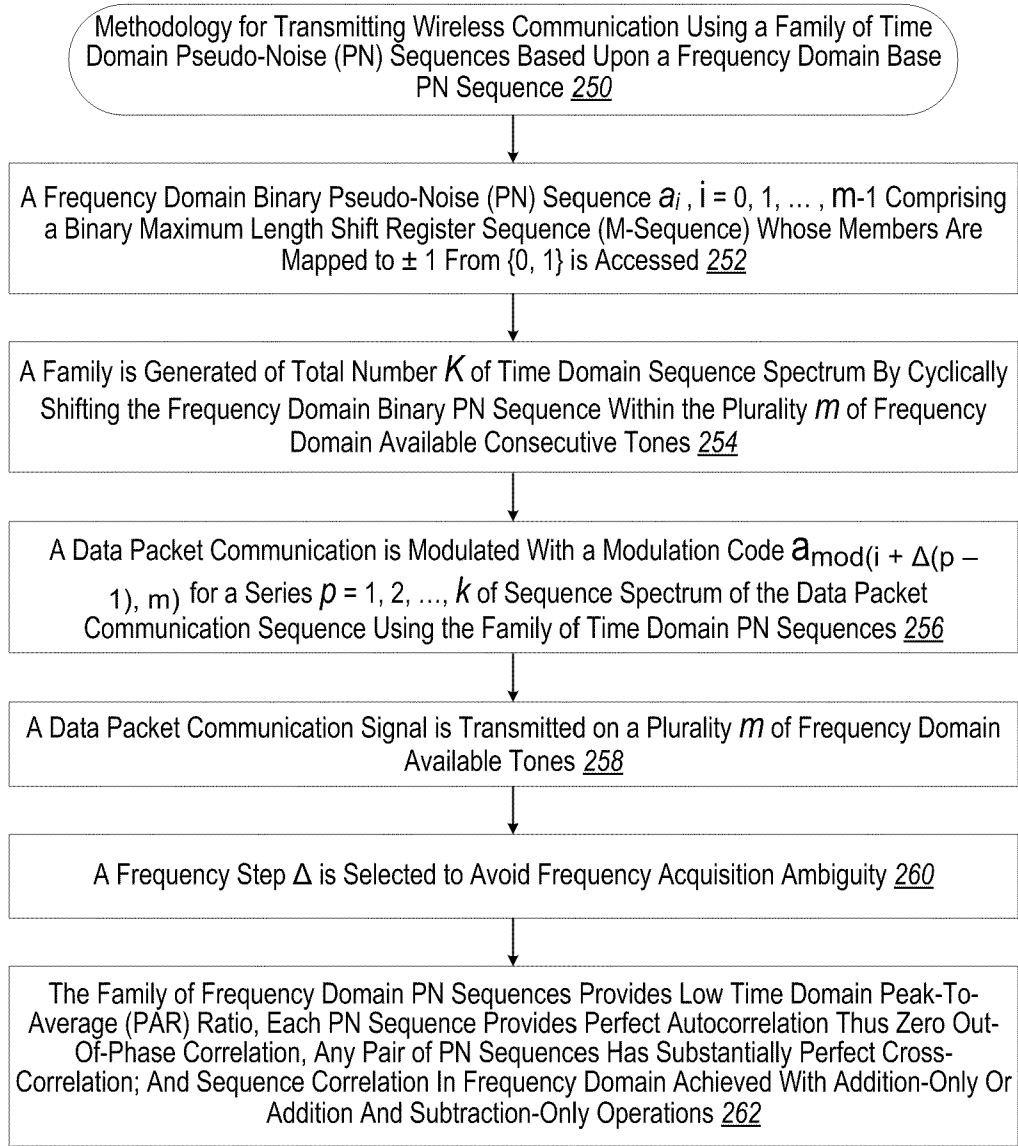 Methodology for Transmitting Wireless Communication Using a Family of Time
Domain Pseudo-Noise (PN) Sequences Based Upon a Frequency Domain Base
PN Sequence 250
A Frequency Domain Binary Pseudo-Noise (PN) Sequence ai , i = 0, 1, ... , m-1 Comprising
a Binary Maximum Length Shift Register Sequence (M-Sequence) Whose Members Are
Mapped to ± 1 From {0, 1} is Accessed 252
A Family is Generated of Total Number K of Time Domain Sequence Spectrum By Cyclically
Shifting the Frequency Domain Binary PN Sequence Within the Plurality m of Frequency
Domain Available Consecutive Tones 254
A Data Packet Communication is Modulated With a Modulation Code amod(i + Δ(p –
1), m) for a Series p = 1, 2, ..., k of Sequence Spectrum of the Data Packet
Communication Sequence Using the Family of Time Domain PN Sequences 256
A Data Packet Communication Signal is Transmitted on a Plurality m of Frequency Domain
Available Tones 258
A Frequency Step Δ is Selected to Avoid Frequency Acquisition Ambiguity 260
The Family of Frequency Domain PN Sequences Provides Low Time Domain Peak-To-
Average (PAR) Ratio, Each PN Sequence Provides Perfect Autocorrelation Thus Zero Out-
Of-Phase Correlation, Any Pair of PN Sequences Has Substantially Perfect Cross-
Correlation; And Sequence Correlation In Frequency Domain Achieved With Addition-Only Or
Addition And Subtraction-Only Operations 262